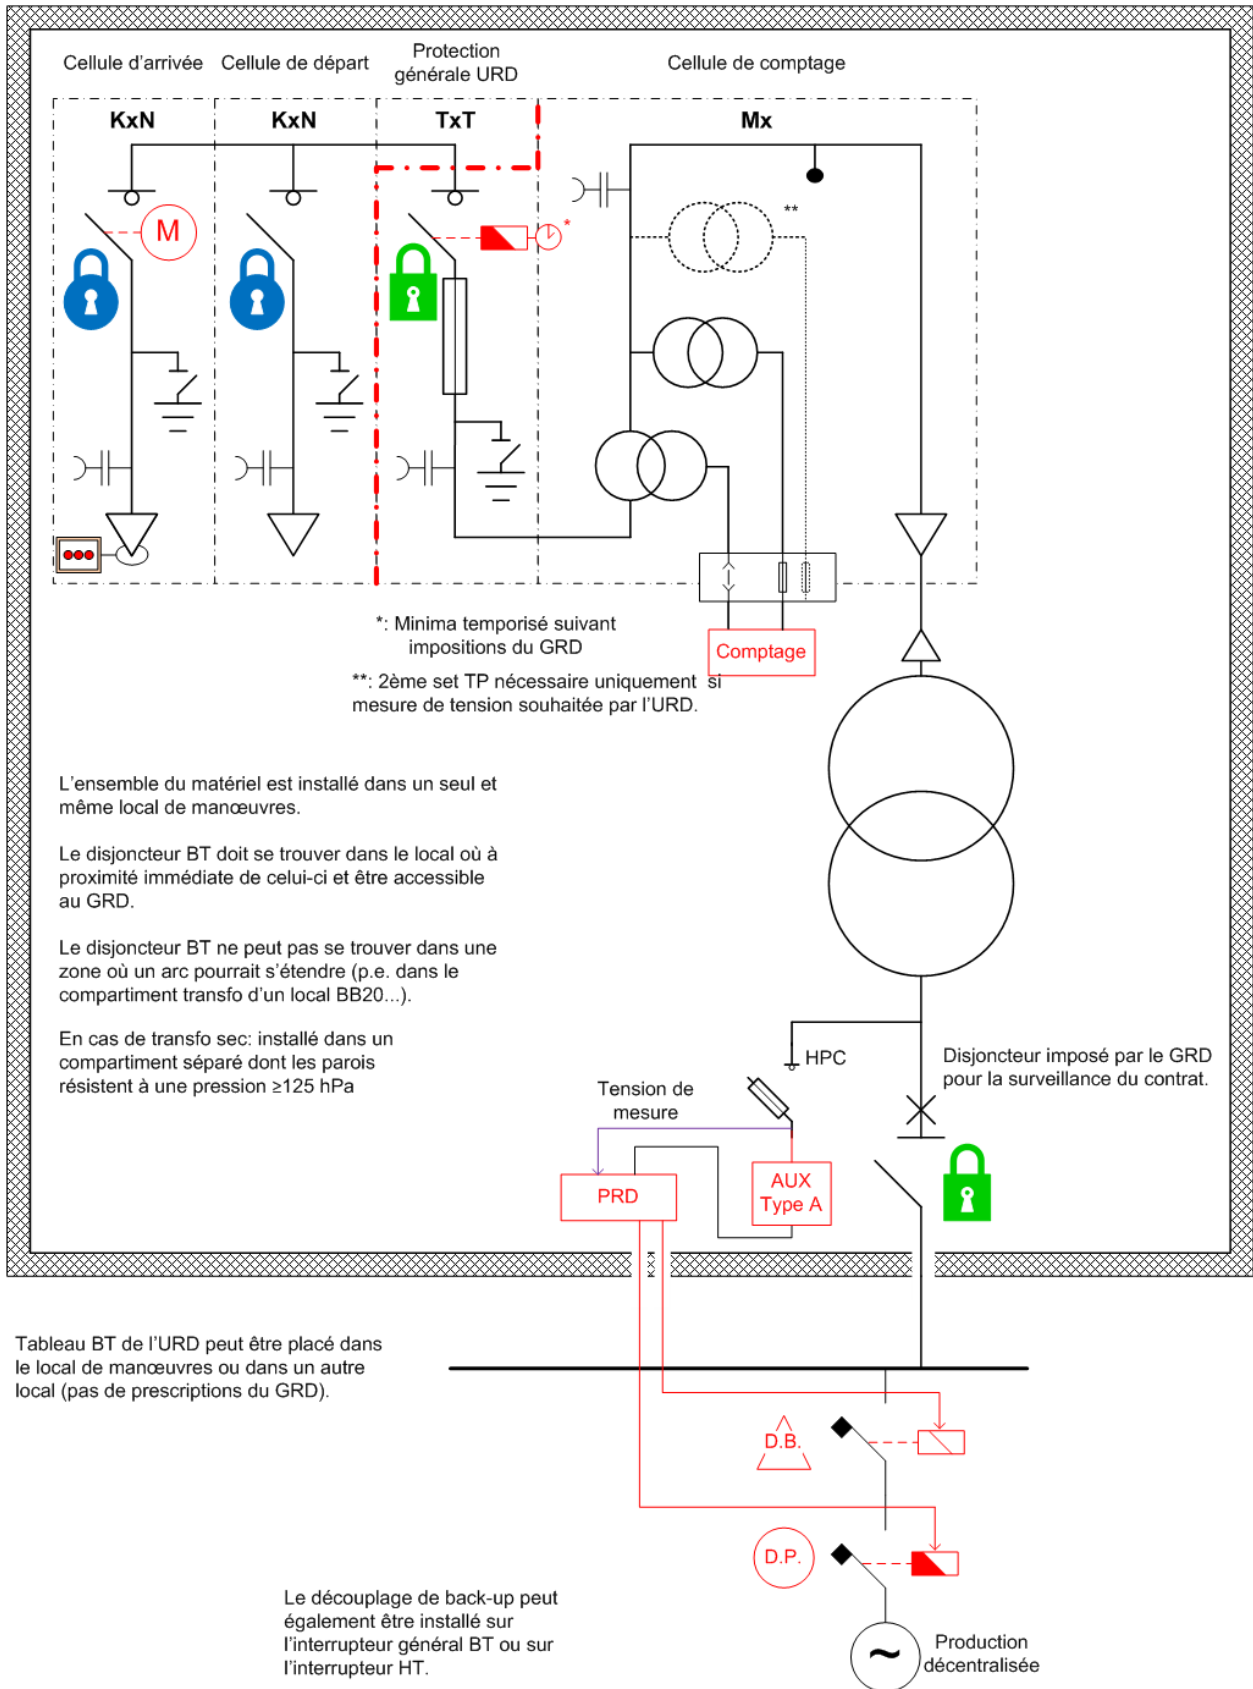 Cellule d'arrivée
Cellule de départ
Protection
générale URD
Cellule de comptage
KxN
KxN
TxT
Mx
M
*
**
*: Minima temporisé suivant
impositions du GRD
Comptage
**: 2ème set TP nécessaire uniquement si
mesure de tension souhaitée par l'URD.
L'ensemble du matériel est installé dans un seul et
même local de manœuvres.
Le disjoncteur BT doit se trouver dans le local où à
proximité immédiate de celui-ci et être accessible
au GRD.
Le disjoncteur BT ne peut pas se trouver dans une
zone où un arc pourrait s'étendre (p.e. dans le
compartiment transfo d'un local BB20...).
En cas de transfo sec: installé dans un
compartiment séparé dont les parois
résistent à une pression ≥125 hPa
HPC
Disjoncteur imposé par le GRD
pour la surveillance du contrat.
Tension de
mesure
PRD
AUX
Type A
Tableau BT de l'URD peut être placé dans
le local de manœuvres ou dans un autre
local (pas de prescriptions du GRD).
D.B.
D.P.
Le découplage de back-up peut
également être installé sur
l'interrupteur général BT ou sur
l'interrupteur HT.
~
Production
décentralisée